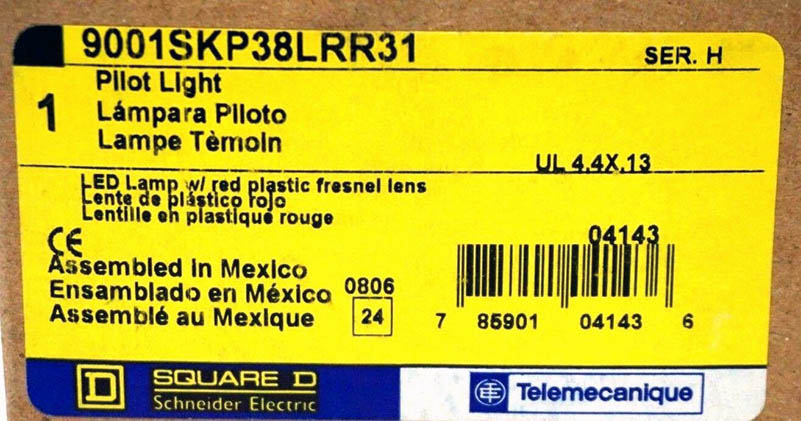 9001SKP38LRR31
SER. H
1
Pilot Light
Lámpara Piloto
Lampe Tèmoin
UL 4.4X.13
LED Lamp w/ red plastic fresnel lens
Lente de plástico rojo
Lentille en plastique rouge
CE
04143
Assembled in Mexico
Ensamblado en México
Assemblé au Mexique
0806
24
7 85901 04143 6
D
SQUARE D
Schneider Electric
TE Telemecanique